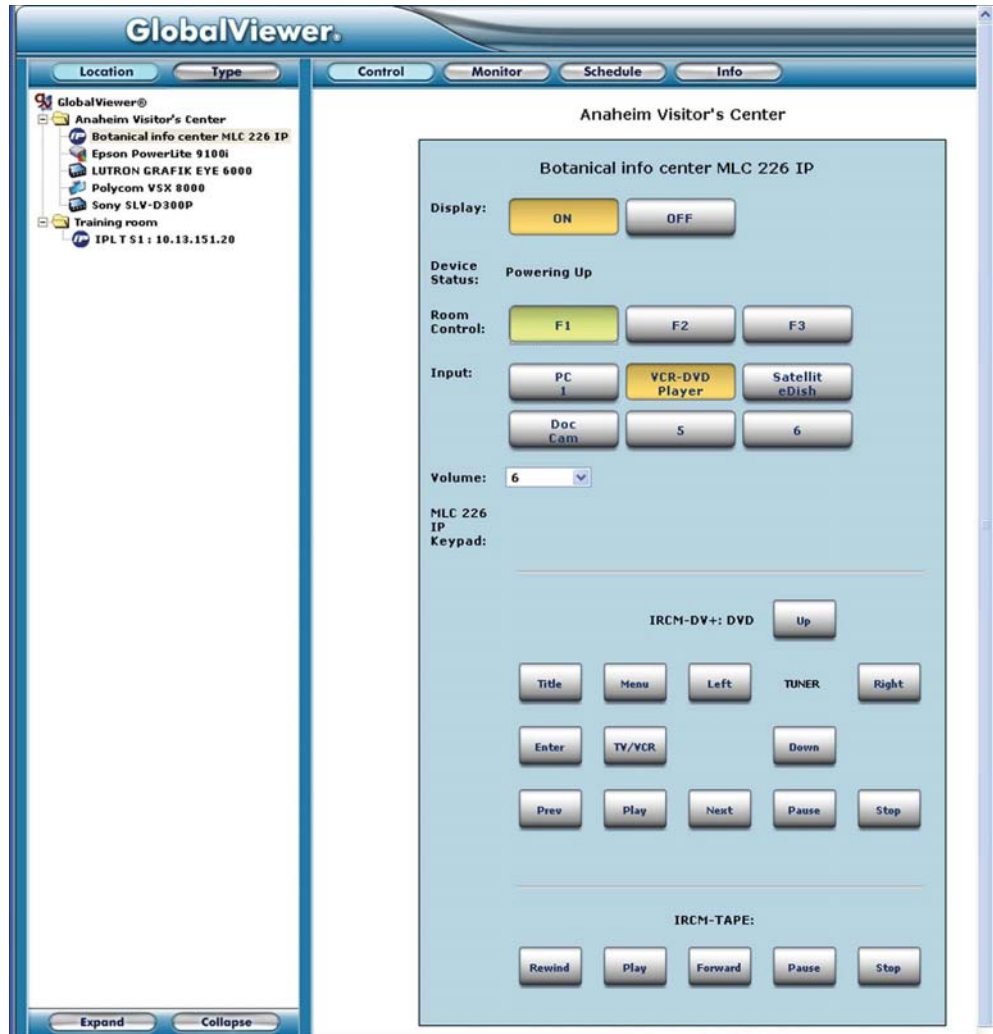 GlobalViewer®
Location Type Control Monitor Schedule Info
GlobalViewer®
Anaheim Visitor's Center
Botanical info center MLC 226 IP
Epson PowerLite 9100i
LUTRON GRAFIK EYE 6000
Polycom VSX 8000
Sony SLV-D300P
Training room
IPL T S1 : 10.13.151.20
Expand Collapse
Anaheim Visitor's Center
Botanical info center MLC 226 IP
Display: ON OFF
Device
Status: Powering Up
Room
Control: F1 F2 F3
Input:
PC
1
VCR-DVD
Player
Satellit
eDish
Doc
Cam
5
6
Volume: 6
MLC 226
IP
Keypad:
IRCM-DV+: DVD Up
Title Menu Left TUNER Right
Enter TV/VCR Down
Prev Play Next Pause Stop
IRCM-TAPE:
Rewind Play Forward Pause Stop